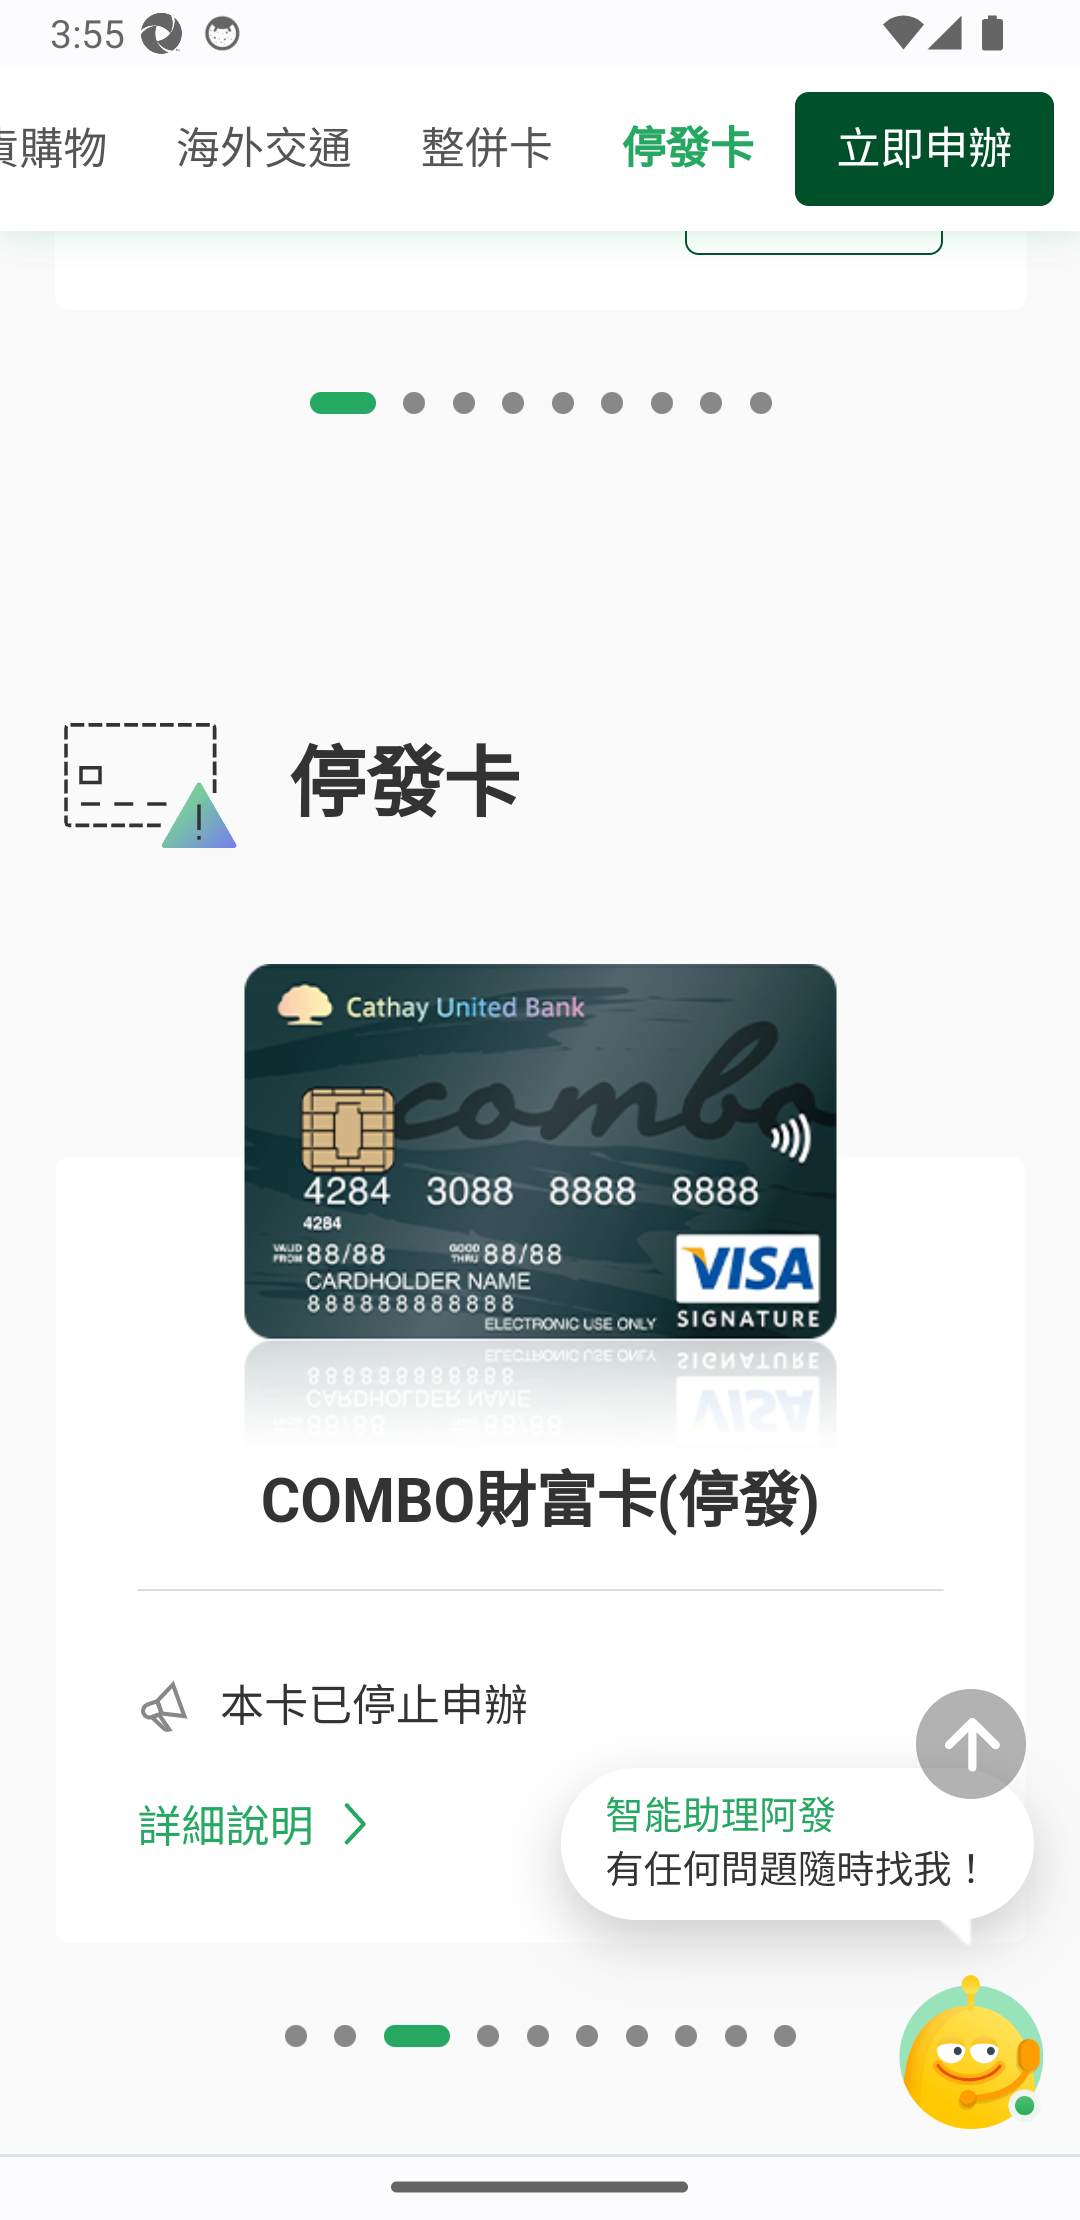 3:55
貨購物 海外交通 整併卡 停發卡 立即申辦
停發卡
Cathay United Bank
combo
4284 3088 8888 8888
4284
VALID FROM 88/88 GOOD THRU 88/88
CARDHOLDER NAME
888888888888
ELECTRONIC USE ONLY
VISA
SIGNATURE
COMBO財富卡(停發)
本卡已停止申辦
詳細說明
智能助理阿發
有任何問題隨時找我！